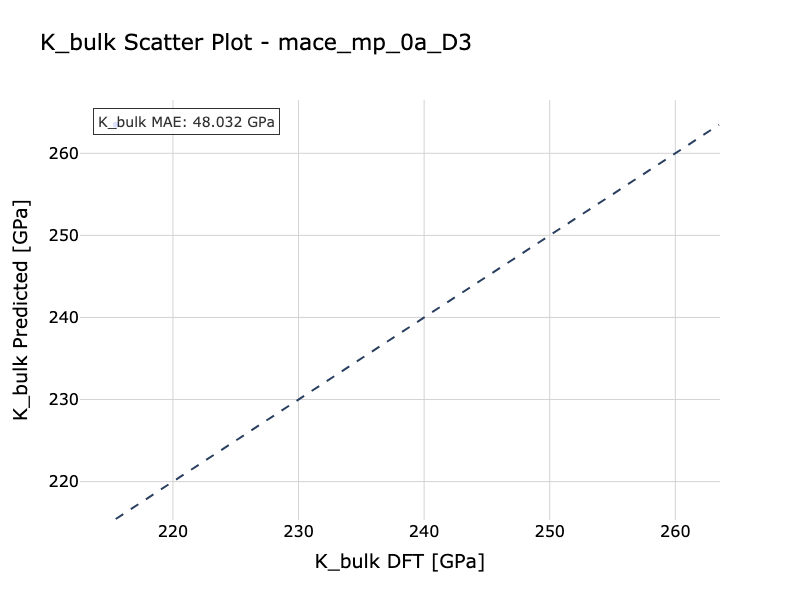 K_bulk Scatter Plot - mace_mp_0a_D3
K_bulk MAE: 48.032 GPa
260
250
240
230
220
K_bulk Predicted [GPa]
220 230 240 250 260
K_bulk DFT [GPa]